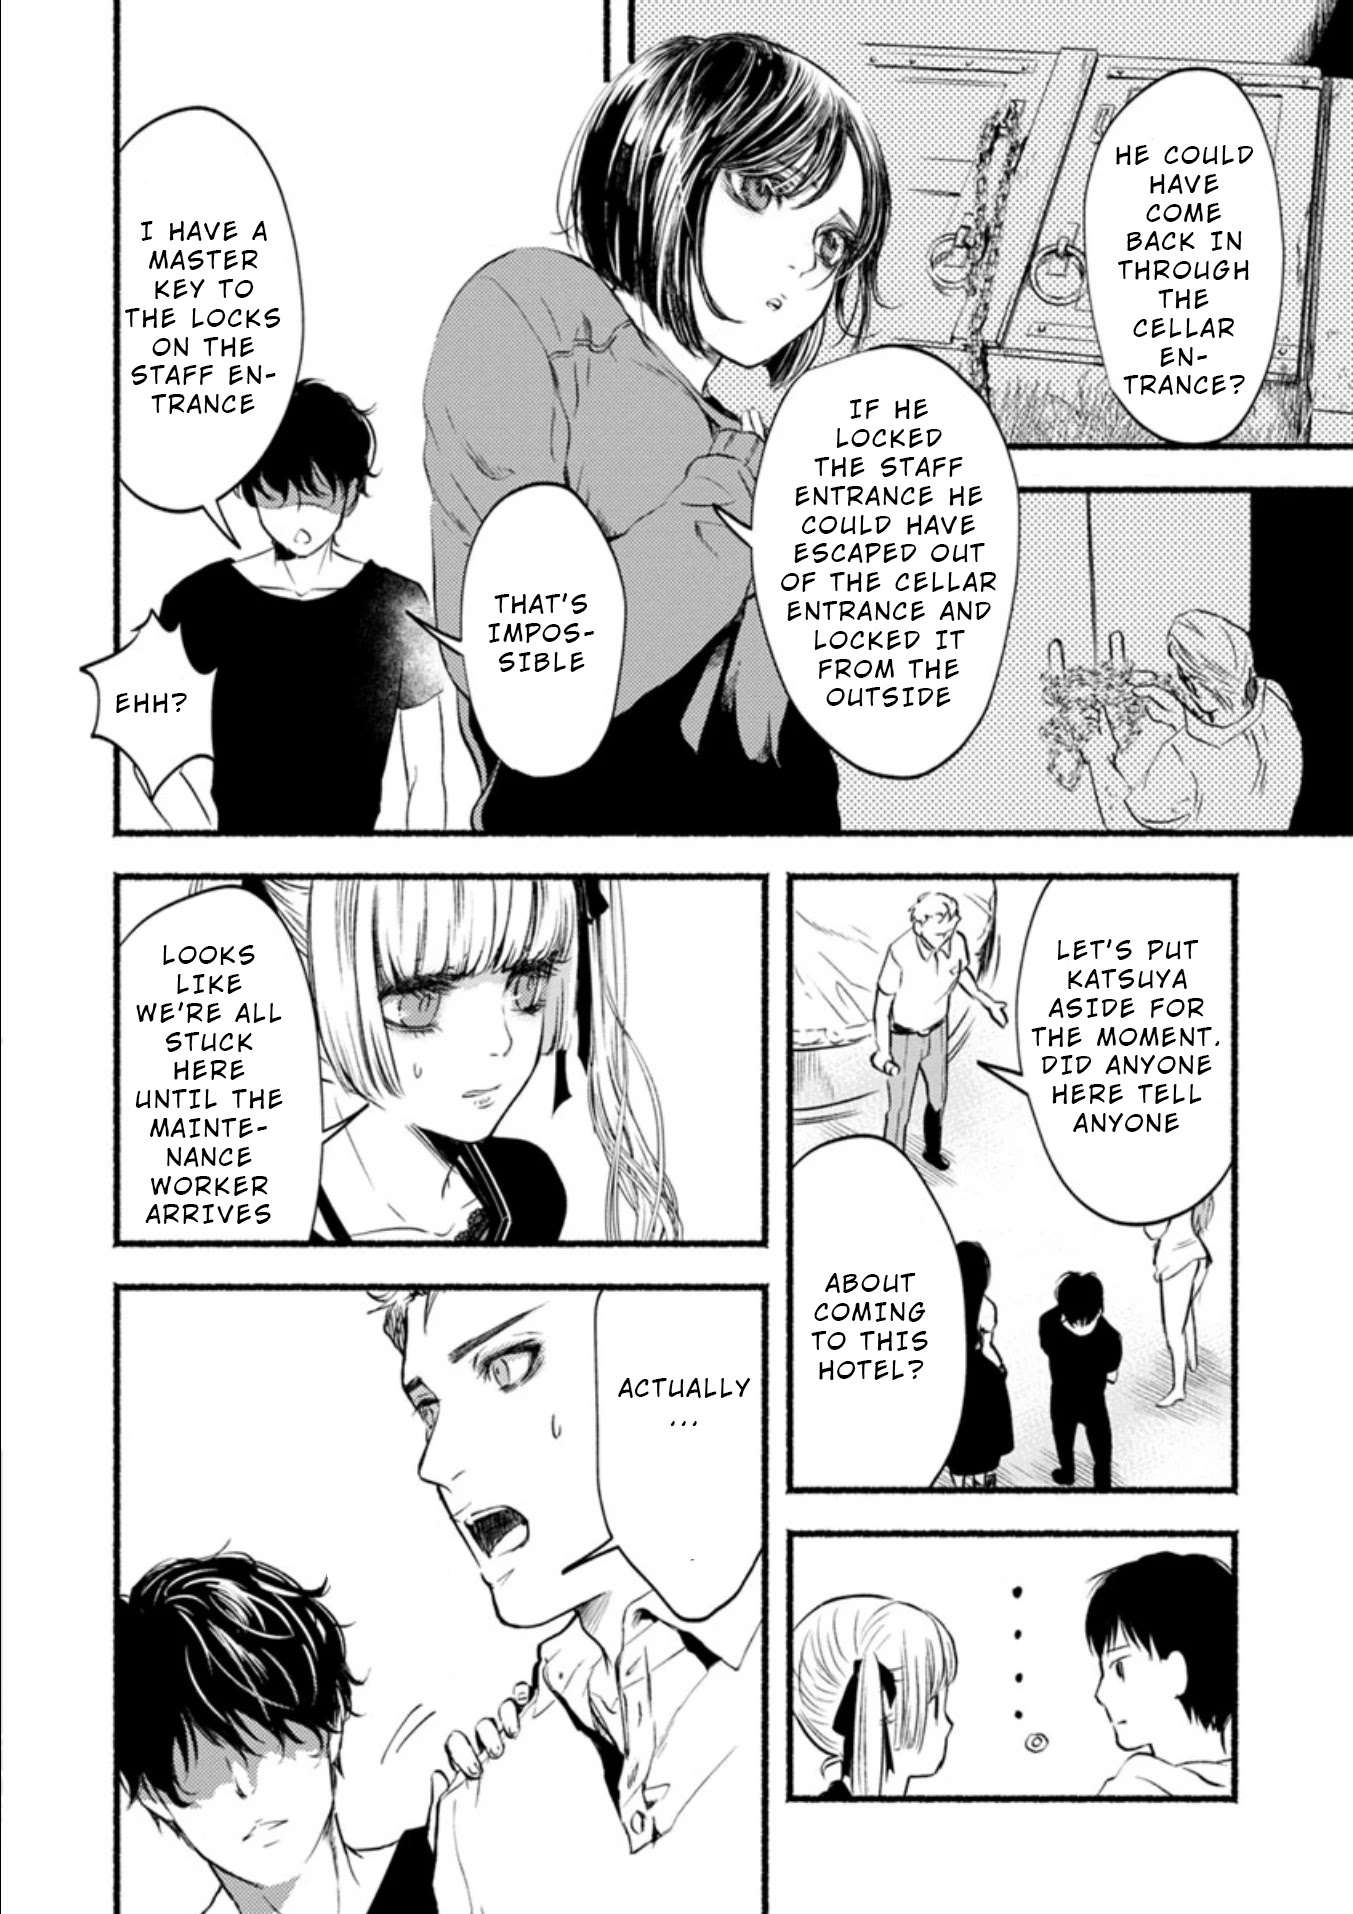 HE COULD
HAVE
COME
BACK IN
THROUGH
THE
CELLAR
EN-
TRANCE?
IF HE
LOCKED
THE STAFF
ENTRANCE HE
COULD HAVE
ESCAPED OUT
OF THE CELLAR
ENTRANCE AND
LOCKED IT
FROM THE
OUTSIDE
THAT'S
IMPOS-
SIBLE
I HAVE A
MASTER
KEY TO
THE LOCKS
ON THE
STAFF EN-
TRANCE
EHH?
LET'S PUT
KATSUYA
ASIDE FOR
THE MOMENT.
DID ANYONE
HERE TELL
ANYONE
ABOUT
COMING
TO THIS
HOTEL?
LOOKS
LIKE
WE'RE ALL
STUCK
HERE
UNTIL THE
MAINTE-
NANCE
WORKER
ARRIVES
ACTUALLY
...